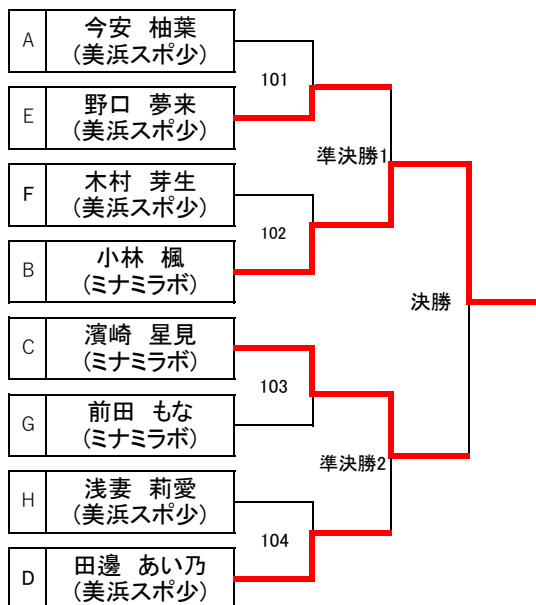 A
今安 柚葉
(美浜スポ少)
101
E
野口 夢来
(美浜スポ少)
準決勝1
F
木村 芽生
(美浜スポ少)
102
B
小林 楓
(ミナミラボ)
決勝
C
濱崎 星見
(ミナミラボ)
103
G
前田 もな
(ミナミラボ)
準決勝2
H
浅妻 莉愛
(美浜スポ少)
104
D
田邊 あい乃
(美浜スポ少)